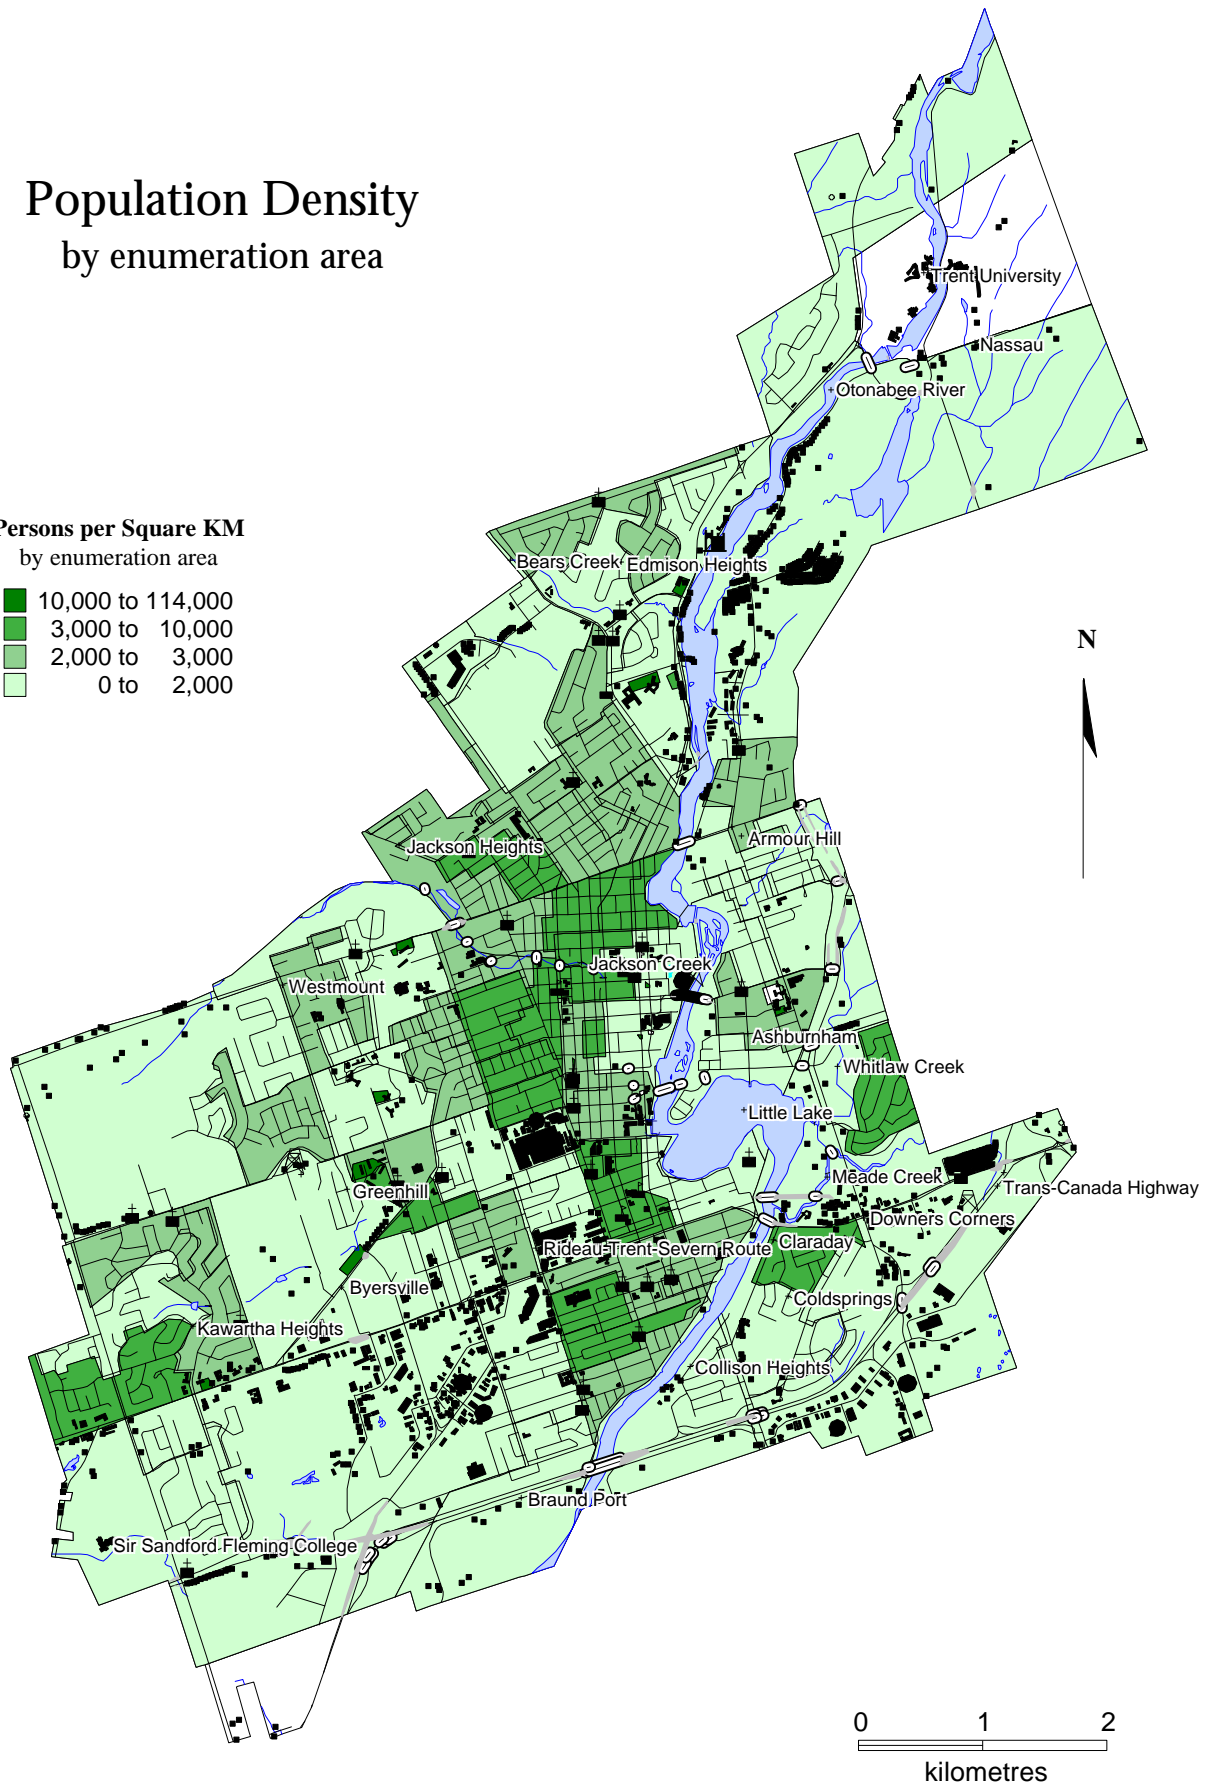 Population Density
by enumeration area
Trent University
Nassau
Otonabee River
Persons per Square KM
by enumeration area
10,000 to 114,000
3,000 to 10,000
2,000 to 3,000
0 to 2,000
Bears Creek
Edmison Heights
N
Armour Hill
Jackson Heights
Jackson Creek
Westmount
Ashburnham
Whitlaw Creek
Little Lake
Meade Creek
Trans-Canada Highway
Greenhill
Downers Corners
Rideau-Trent-Severn Route
Claraday
Byersville
Coldsprings
Kawartha Heights
Collison Heights
Braund Port
Sir Sandford Fleming College
0 1 2
kilometres